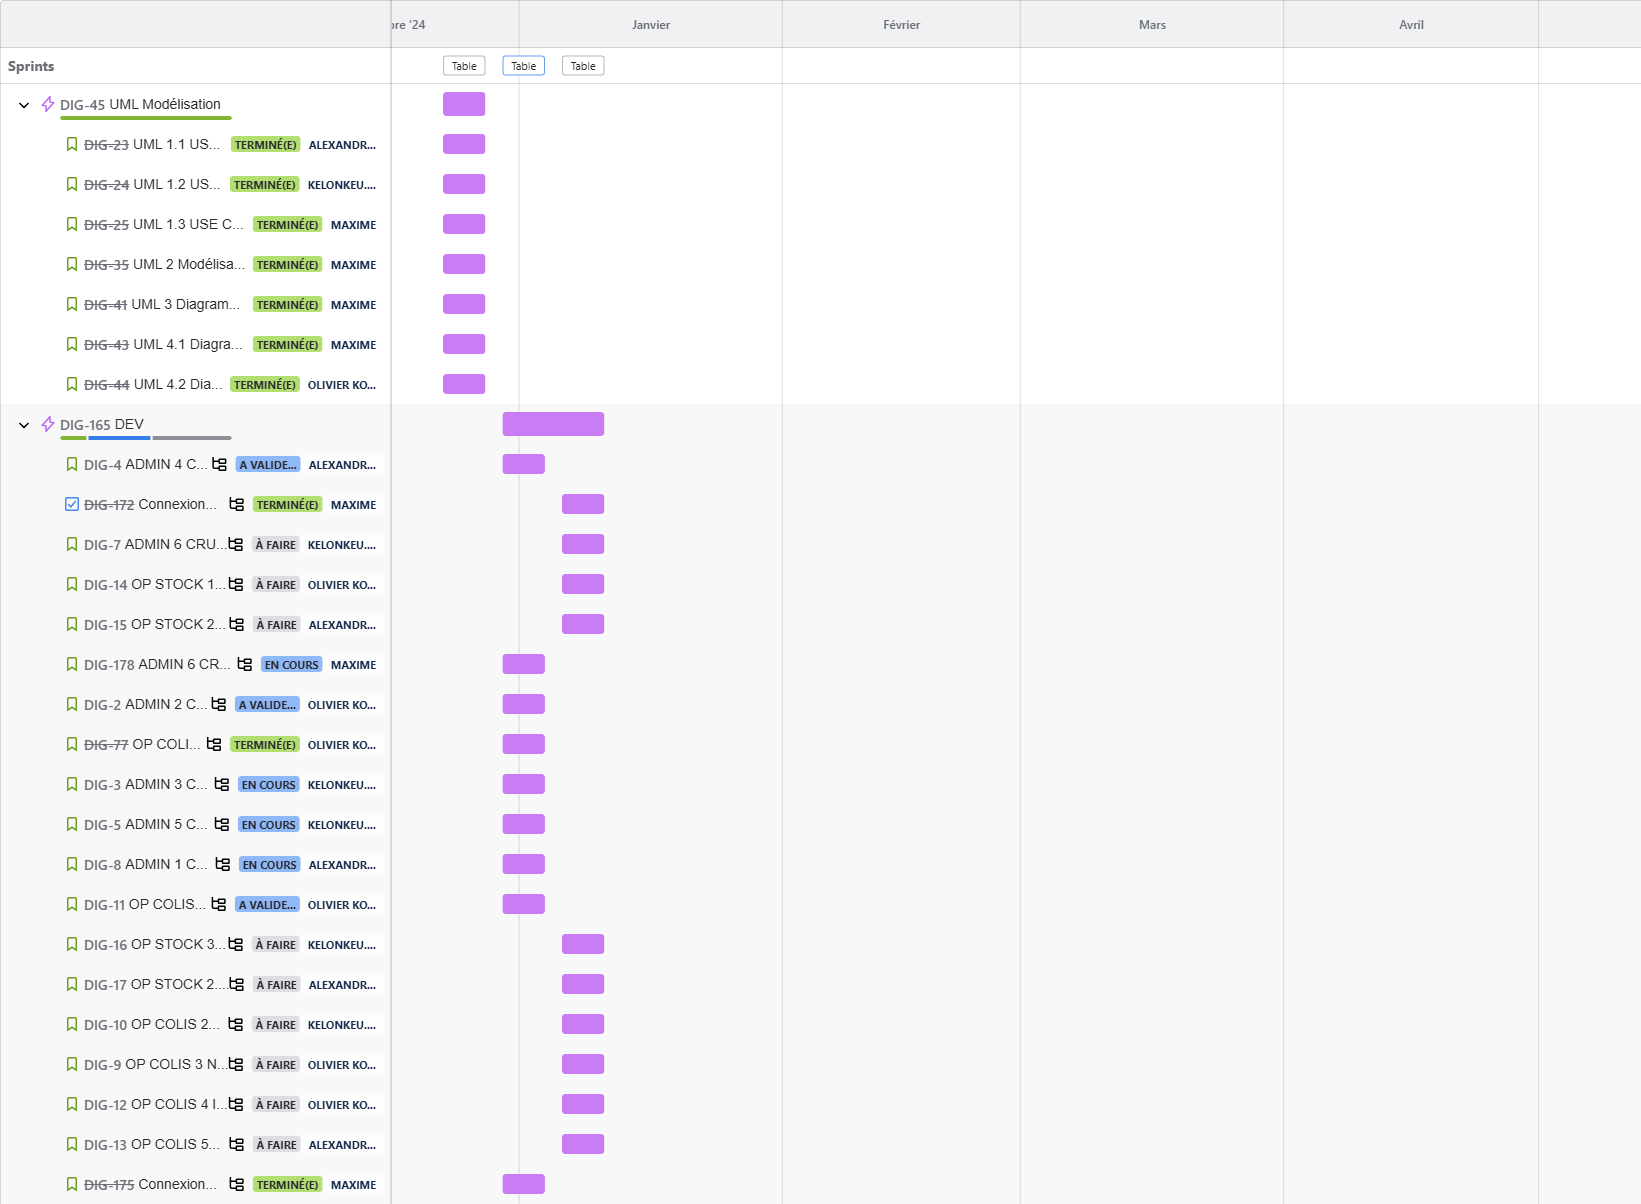 bre '24 Janvier Février Mars Avril
Sprints Table Table Table
DIG-45 UML Modélisation
DIG-23 UML 1.1 US... TERMINÉ(E) ALEXANDR...
DIG-24 UML 1.2 US... TERMINÉ(E) KELONKEU....
DIG-25 UML 1.3 USE C... TERMINÉ(E) MAXIME
DIG-35 UML 2 Modélisa... TERMINÉ(E) MAXIME
DIG-41 UML 3 Diagram... TERMINÉ(E) MAXIME
DIG-43 UML 4.1 Diagra... TERMINÉ(E) MAXIME
DIG-44 UML 4.2 Dia... TERMINÉ(E) OLIVIER KO...
DIG-165 DEV
DIG-4 ADMIN 4 C... A VALIDE... ALEXANDR...
DIG-172 Connexion... TERMINÉ(E) MAXIME
DIG-7 ADMIN 6 CRU... À FAIRE KELONKEU....
DIG-14 OP STOCK 1... À FAIRE OLIVIER KO...
DIG-15 OP STOCK 2... À FAIRE ALEXANDR...
DIG-178 ADMIN 6 CR... EN COURS MAXIME
DIG-2 ADMIN 2 C... A VALIDE... OLIVIER KO...
DIG-77 OP COLI... TERMINÉ(E) OLIVIER KO...
DIG-3 ADMIN 3 C... EN COURS KELONKEU....
DIG-5 ADMIN 5 C... EN COURS KELONKEU....
DIG-8 ADMIN 1 C... EN COURS ALEXANDR...
DIG-11 OP COLIS... A VALIDE... OLIVIER KO...
DIG-16 OP STOCK 3... À FAIRE KELONKEU....
DIG-17 OP STOCK 2.... À FAIRE ALEXANDR...
DIG-10 OP COLIS 2... À FAIRE KELONKEU....
DIG-9 OP COLIS 3 N... À FAIRE OLIVIER KO...
DIG-12 OP COLIS 4 I... À FAIRE OLIVIER KO...
DIG-13 OP COLIS 5... À FAIRE ALEXANDR...
DIG-175 Connexion... TERMINÉ(E) MAXIME